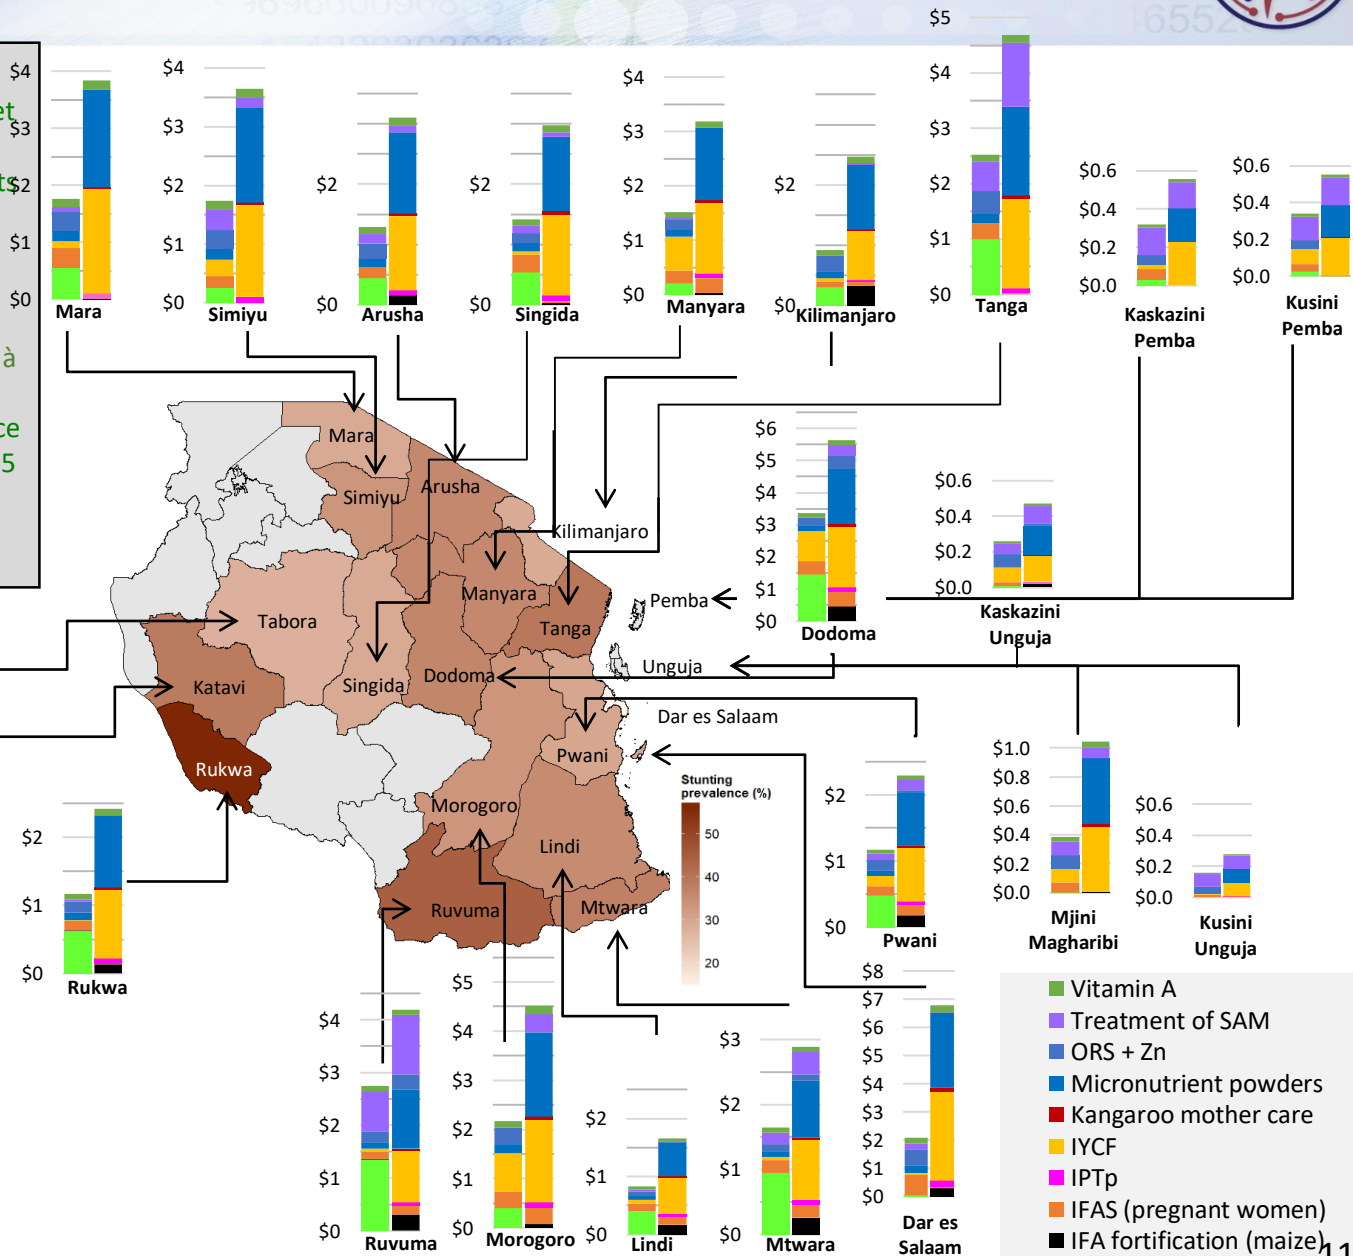 $5
$4
$4
$4
$4
et
$3
$3
$3
$3
$0.6
$0.6
$2
$2
$2
$2
$2
$2
$2
$0.4
$0.4
$1
$1
$1
$1
$0.2
$0.2
$0
$0
$0
$0
$0
$0
$0
$0.0
$0.0
Mara
Simiyu
Arusha
Singida
Manyara
Kilimanjaro
Tanga
Kaskazini
Pemba
Kusini
Pemba
à
ce
5
Mara
Simiyu
Arusha
Kilimanjaro
Manyara
Tabora
Tanga
Katavi
Singida
Dodoma
Rukwa
Pwani
Morogoro
Lindi
Ruvuma
Mtwara
Pemba
Unguja
Dar es Salaam
$6
$5
$4
$3
$2
$1
$0
Dodoma
$0.6
$0.4
$0.2
$0.0
Kaskazini
Unguja
Stunting
prevalence (%)
50
40
30
20
$2
$1
$0
Rukwa
$2
$1
$0
Pwani
$1.0
$0.8
$0.6
$0.4
$0.2
$0.0
Mjini
Magharibi
$0.6
$0.4
$0.2
$0.0
Kusini
Unguja
$4
$3
$2
$1
$0
Ruvuma
$5
$4
$3
$2
$1
$0
Morogoro
$2
$1
$0
Lindi
$3
$2
$1
$0
Mtwara
$8
$7
$6
$5
$4
$3
$2
$1
$0
Dar es
Salaam
Vitamin A
Treatment of SAM
ORS + Zn
Micronutrient powders
Kangaroo mother care
IYCF
IPTp
IFAS (pregnant women)
IFA fortification (maize)
11